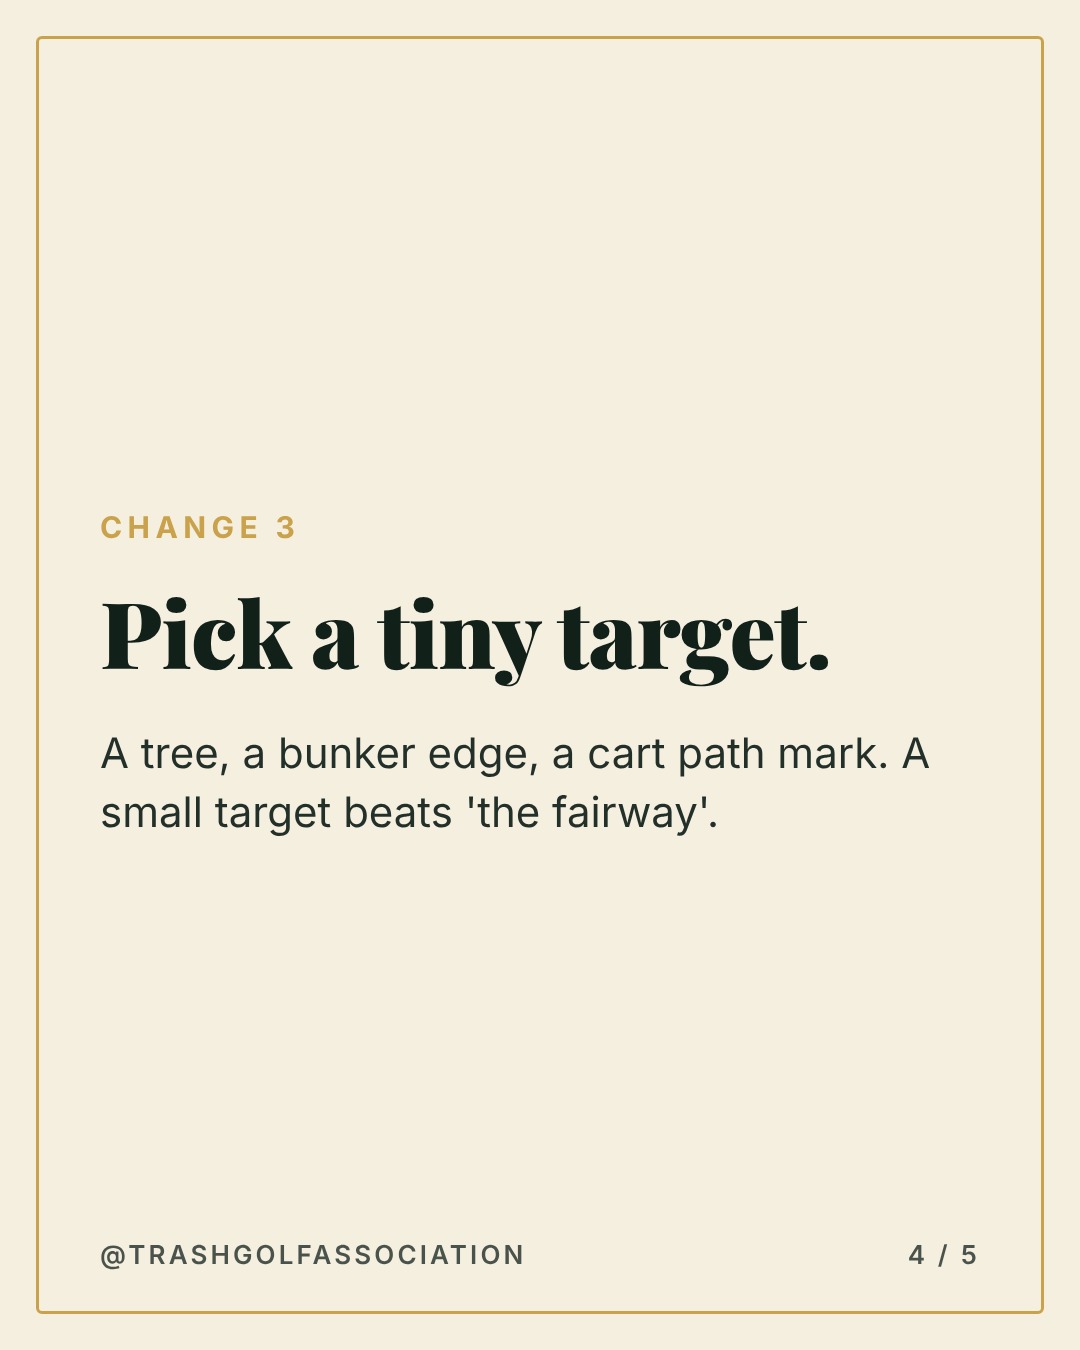 CHANGE 3
Pick a tiny target.
A tree, a bunker edge, a cart path mark. A
small target beats 'the fairway'.
@TRASHGOLFASSOCIATION
4 / 5